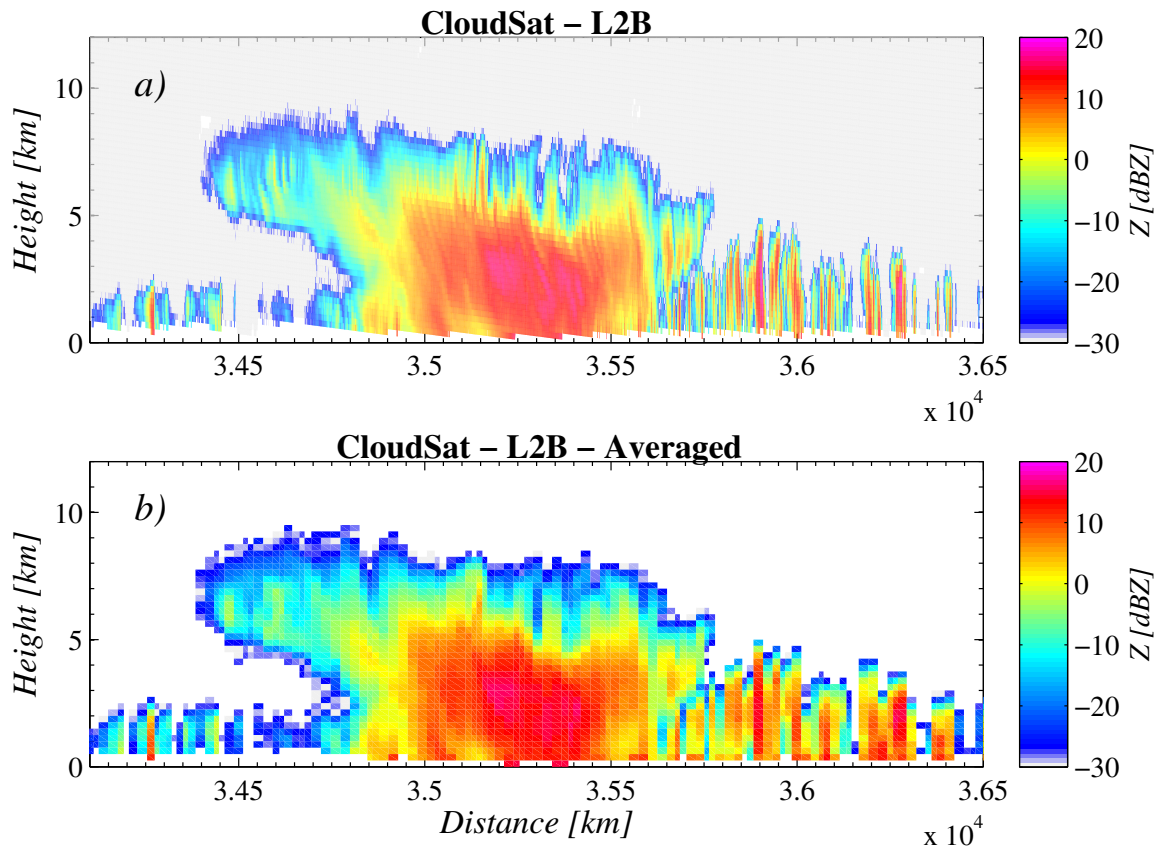 CloudSat – L2B
a)
Height [km]
10
5
0
3.45
3.5
3.55
3.6
3.65
x 10^4
20
10
0
−10
−20
−30
Z [dBZ]
CloudSat – L2B – Averaged
b)
Height [km]
10
5
0
3.45
3.5
3.55
3.6
3.65
Distance [km]
x 10^4
20
10
0
−10
−20
−30
Z [dBZ]